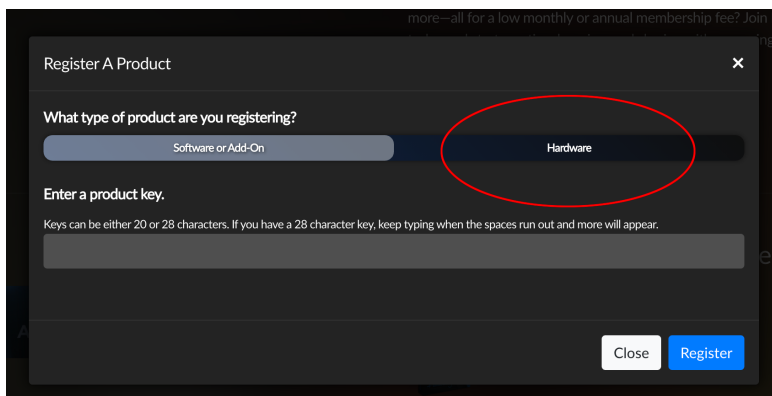 more—all for a low monthly or annual membership fee? Join
Register A Product
×
What type of product are you registering?
Software or Add-On
Hardware
Enter a product key.
Keys can be either 20 or 28 characters. If you have a 28 character key, keep typing when the spaces run out and more will appear.
Close
Register